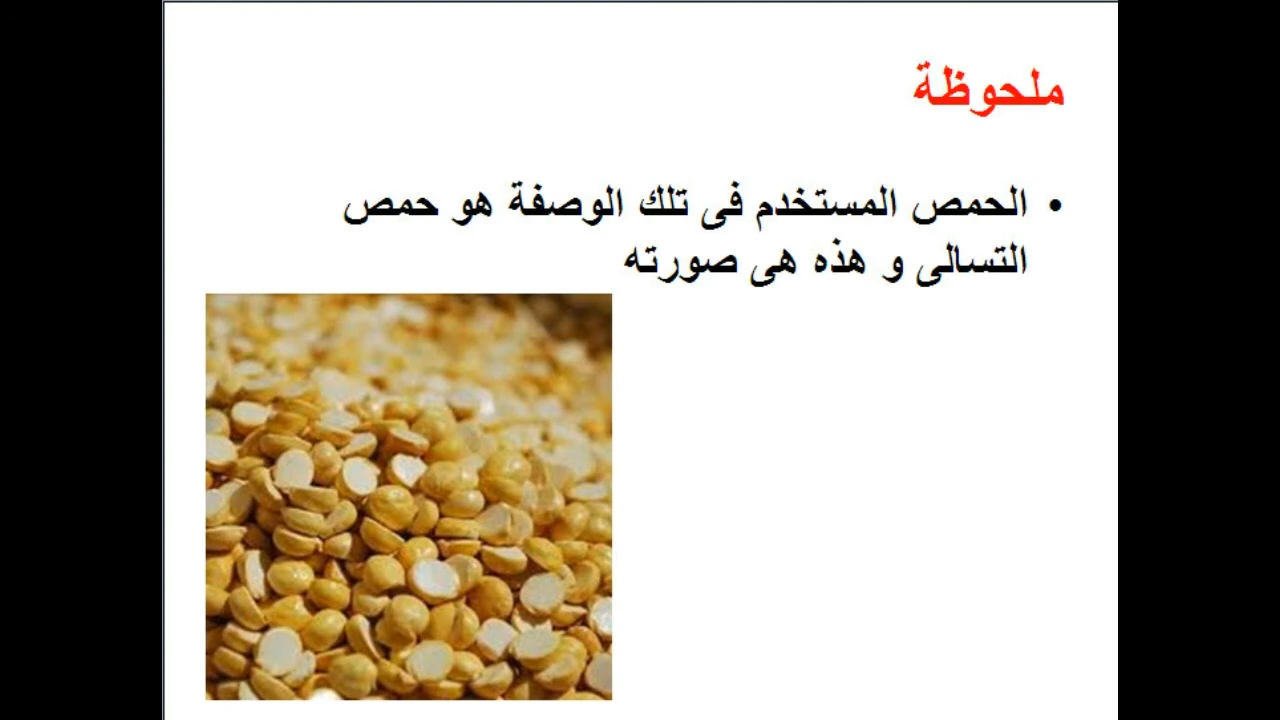 ملحوظة
• الحمص المستخدم فى تلك الوصفة هو حمص
التسالى و هذه هى صورته